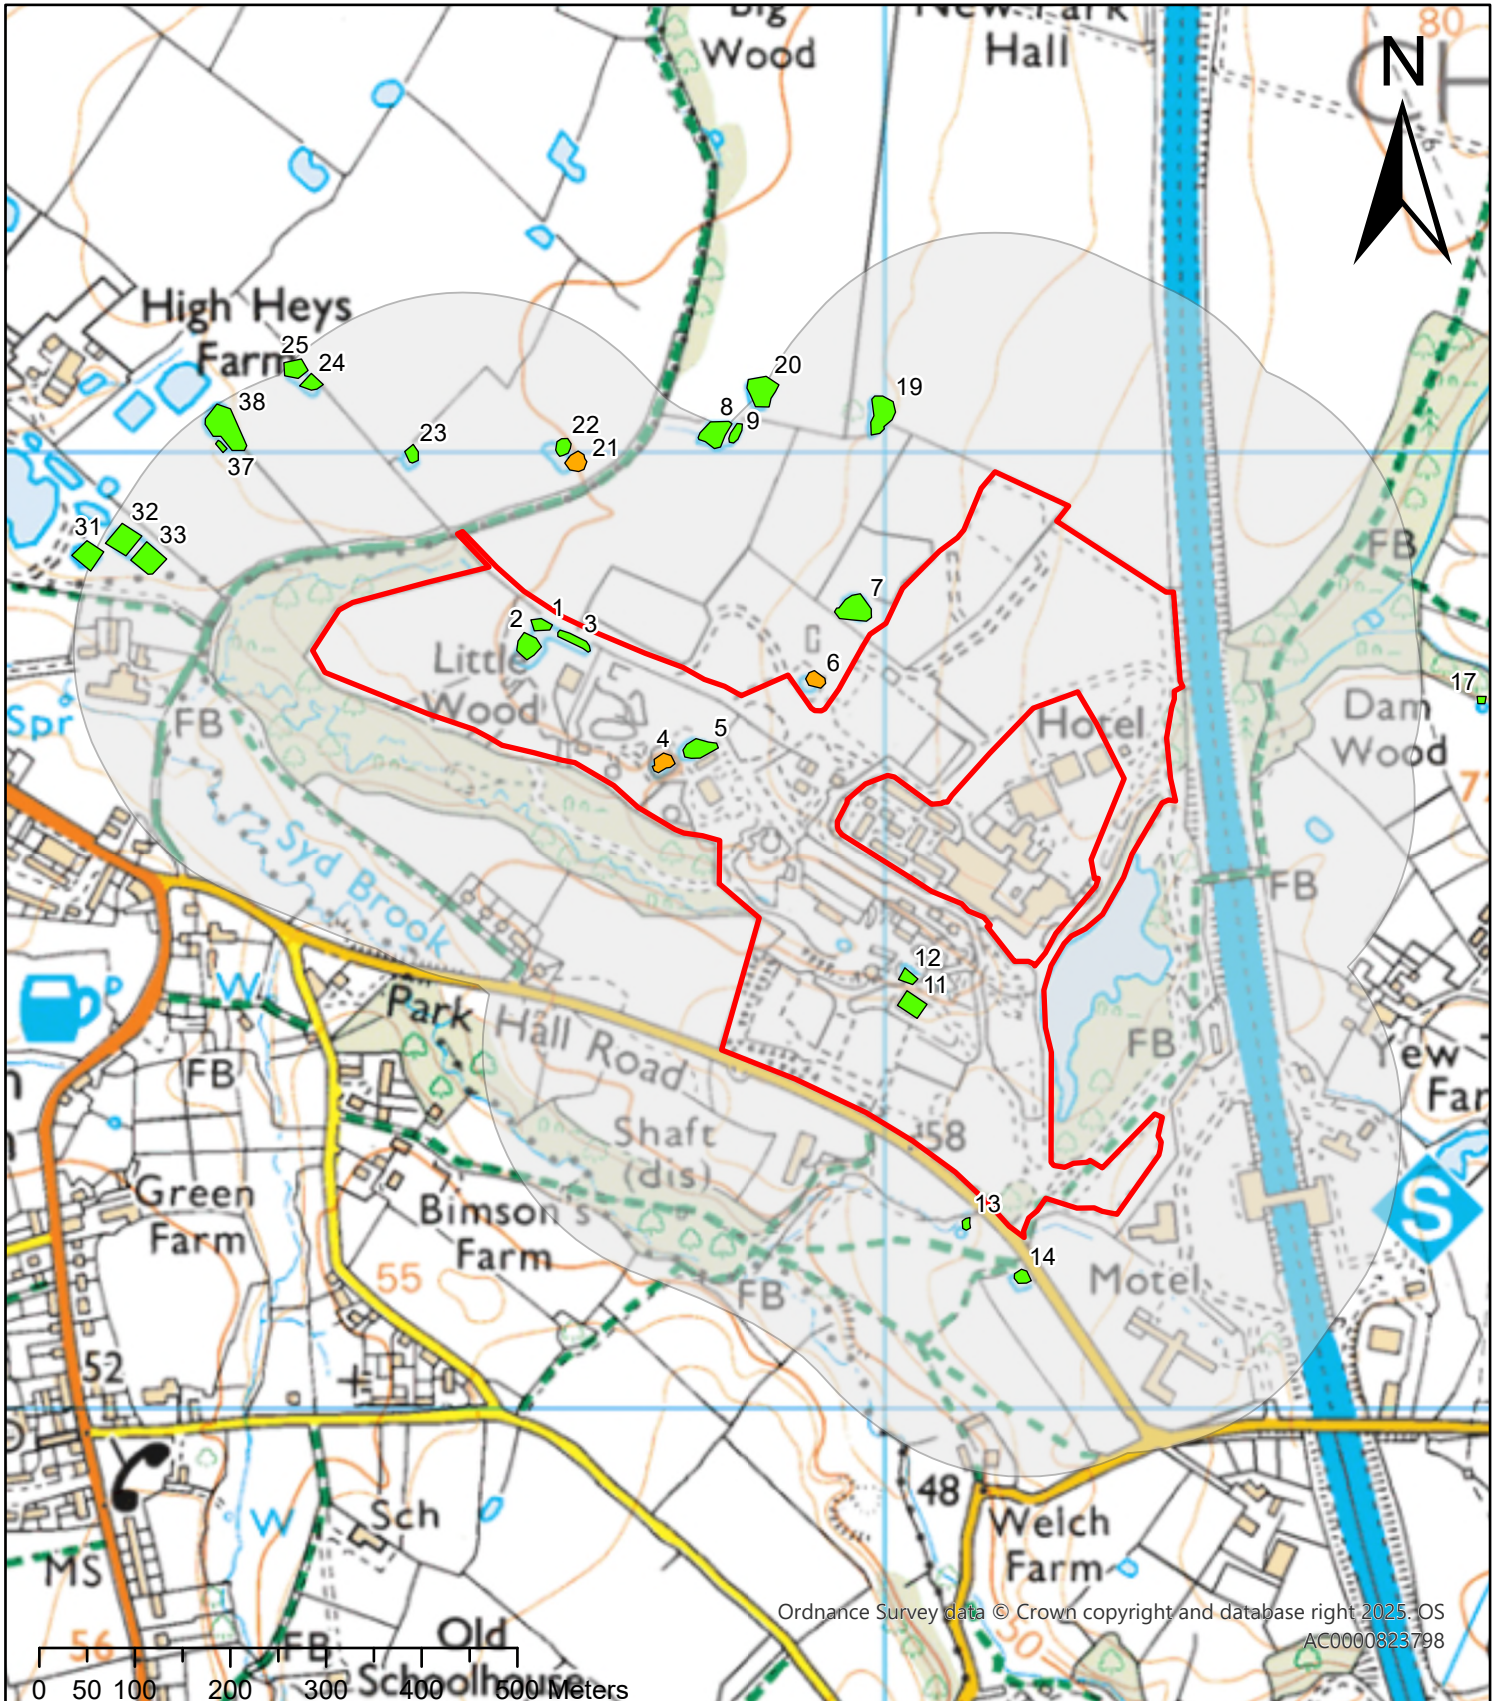 Big
Wood
New Park
Hall
80
CH
N
High Heys
Farm
25
24
38
37
23
22
21
20
8
9
19
31
32
33
FB
1
2
3
7
6
Little
Wood
4
5
Hotel
17
Dam
Wood
Spr
FB
Syd Brook
FB
12
11
W
Park
Hall Road
FB
FB
Yew
Far
Shaft
(dis)
58
Green
Farm
Bimson's
Farm
13
14
S
55
FB
Motel
52
48
Sch
W
Welch
Farm
MS
Ordnance Survey data © Crown copyright and database right 2025. OS
AC0000823798
56
FB
Old
Schoolhouse
50
0 50 100 200 300 400 500 Meters